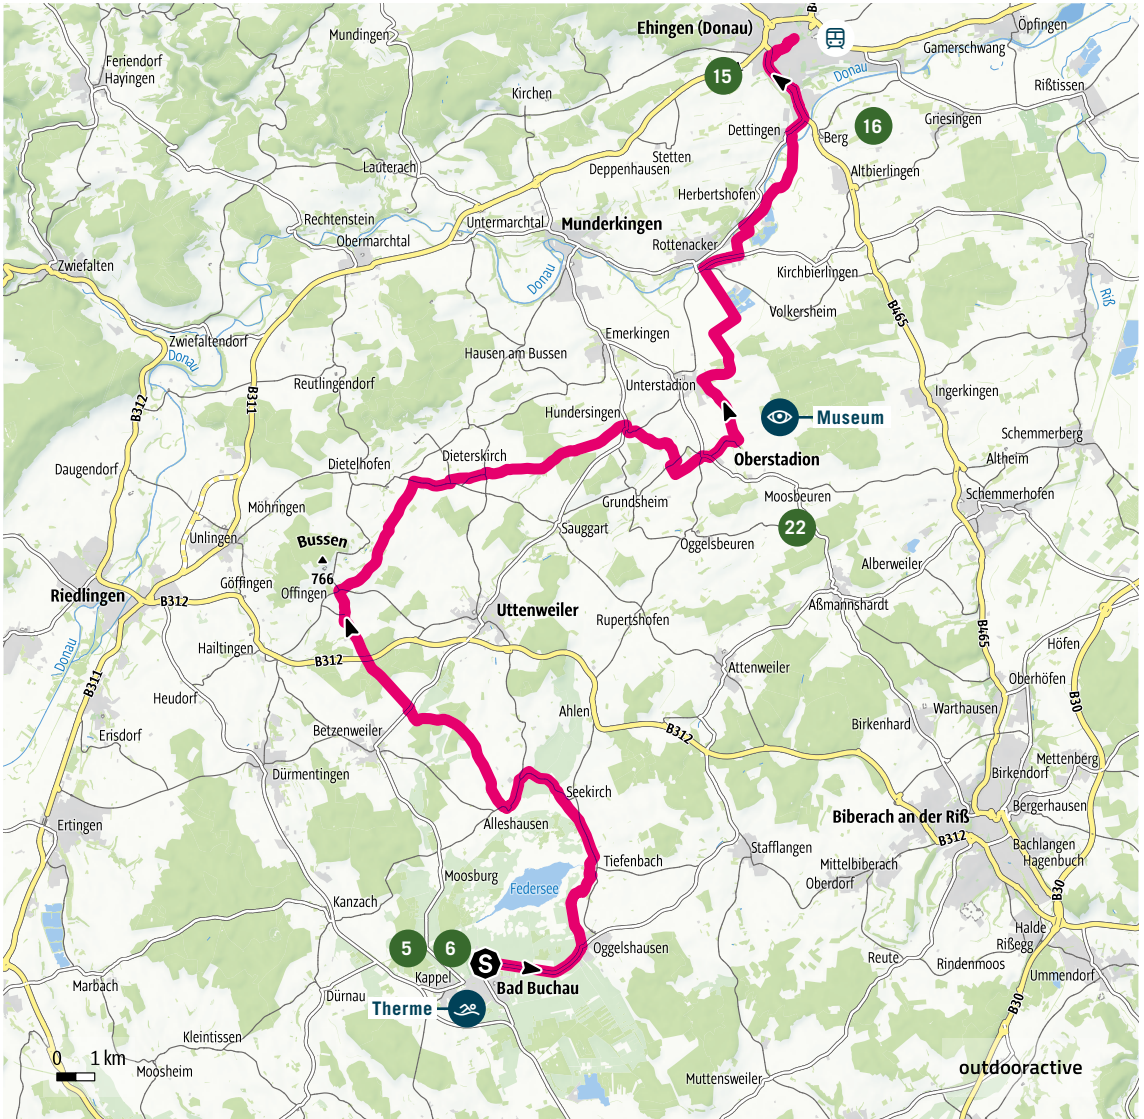 Ehingen (Donau)
B4
Öpfingen
Mundingen
Gamerschwang
Feriendorf
Hayingen
Donau
15
Rißtissen
Kirchen
Griesingen
16
Dettingen
Berg
Stetten
Deppenhausen
Lauterach
Altbierlingen
Herbertshofen
Rechtenstein
Untermarchtal
Munderkingen
Obermarchtal
Rottenacker
Zwiefalten
Kirchbierlingen
Donau
Riß
Volkersheim
B465
Emerkingen
Zwiefaltendorf
Donau
Hausen am Bussen
Reutlingendorf
Unterstadion
Ingerkingen
B312
B311
Hundersingen
Museum
Schemmerberg
Dieterskirch
Oberstadion
Altheim
Daugendorf
Dietelhofen
Schemmerhofen
Moosbeuren
Grundsheim
Möhringen
22
Sauggart
Unlingen
Bussen
Oggelsbeuren
766
Alberweiler
Göffingen
Offingen
Riedlingen
B312
Uttenweiler
Aßmannshardt
Rupertshofen
B465
Höfen
Donau
Hailtingen
B312
Attenweiler
Oberhöfen
B311
Heudorf
Ahlen
Warthausen
B30
Birkenhard
Erisdorf
Betzenweiler
B312
Mettenberg
Dürmentingen
Birkendorf
Seekirch
Bergerhausen
Ertingen
Alleshausen
Biberach an der Riß
B312
Bachlangen
Stafflangen
Hagenbuch
Tiefenbach
Mittelbiberach
Moosburg
Oberdorf
Federsee
B30
Kanzach
Halde
5
6
Oggelshausen
Rißegg
S
Reute
Rindenmoos
Ummendorf
Kappel
Bad Buchau
Marbach
Dürnau
Therme
B30
Kleintissen
0 1 km
Moosheim
outdooractive
Muttensweiler